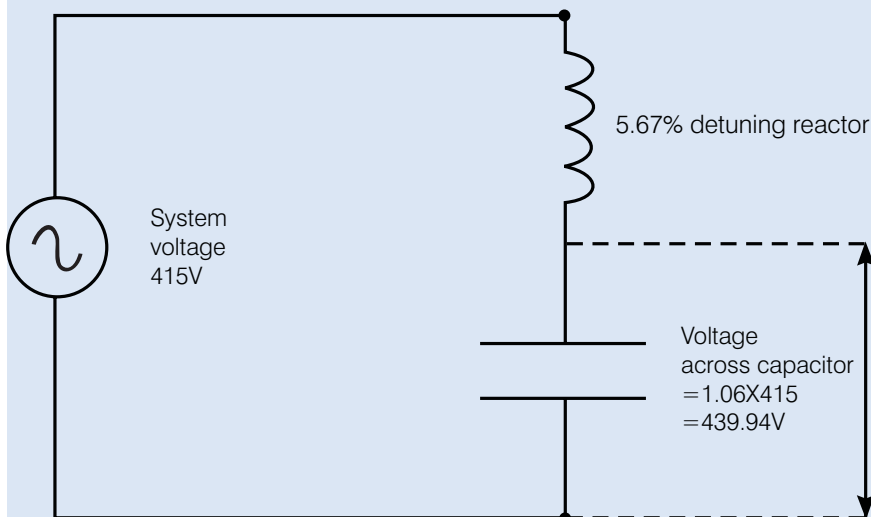 5.67% detuning reactor
System
voltage
415V
Voltage
across capacitor
=1.06X415
=439.94V